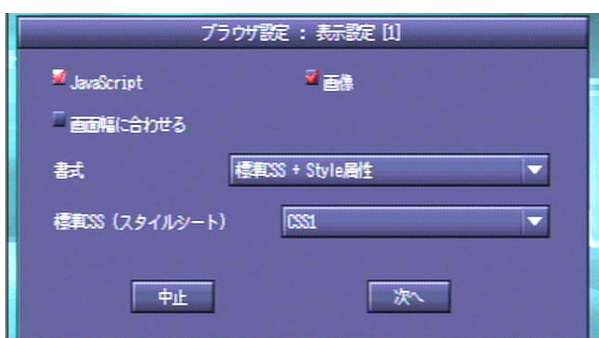 ブラウザ設定 : 表示設定 [1]
JavaScript 画像
画面幅に合わせる
書式 標準CSS + Style属性
標準CSS (スタイルシート) CSS1
中止 次へ